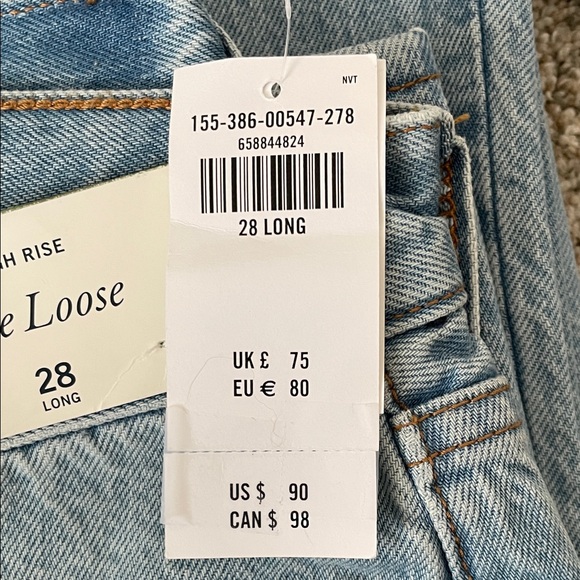 NVT
155-386-00547-278
658844824
28 LONG
UK £ 75
EU € 80
US $ 90
CAN $ 98
RISE
Loose
28
LONG